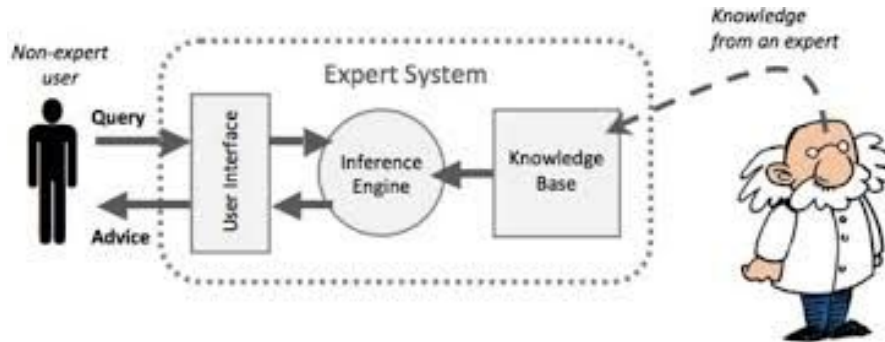 Non-expert
user
Knowledge
from an expert
Expert System
Query
Advice
User Interface
Inference
Engine
Knowledge
Base